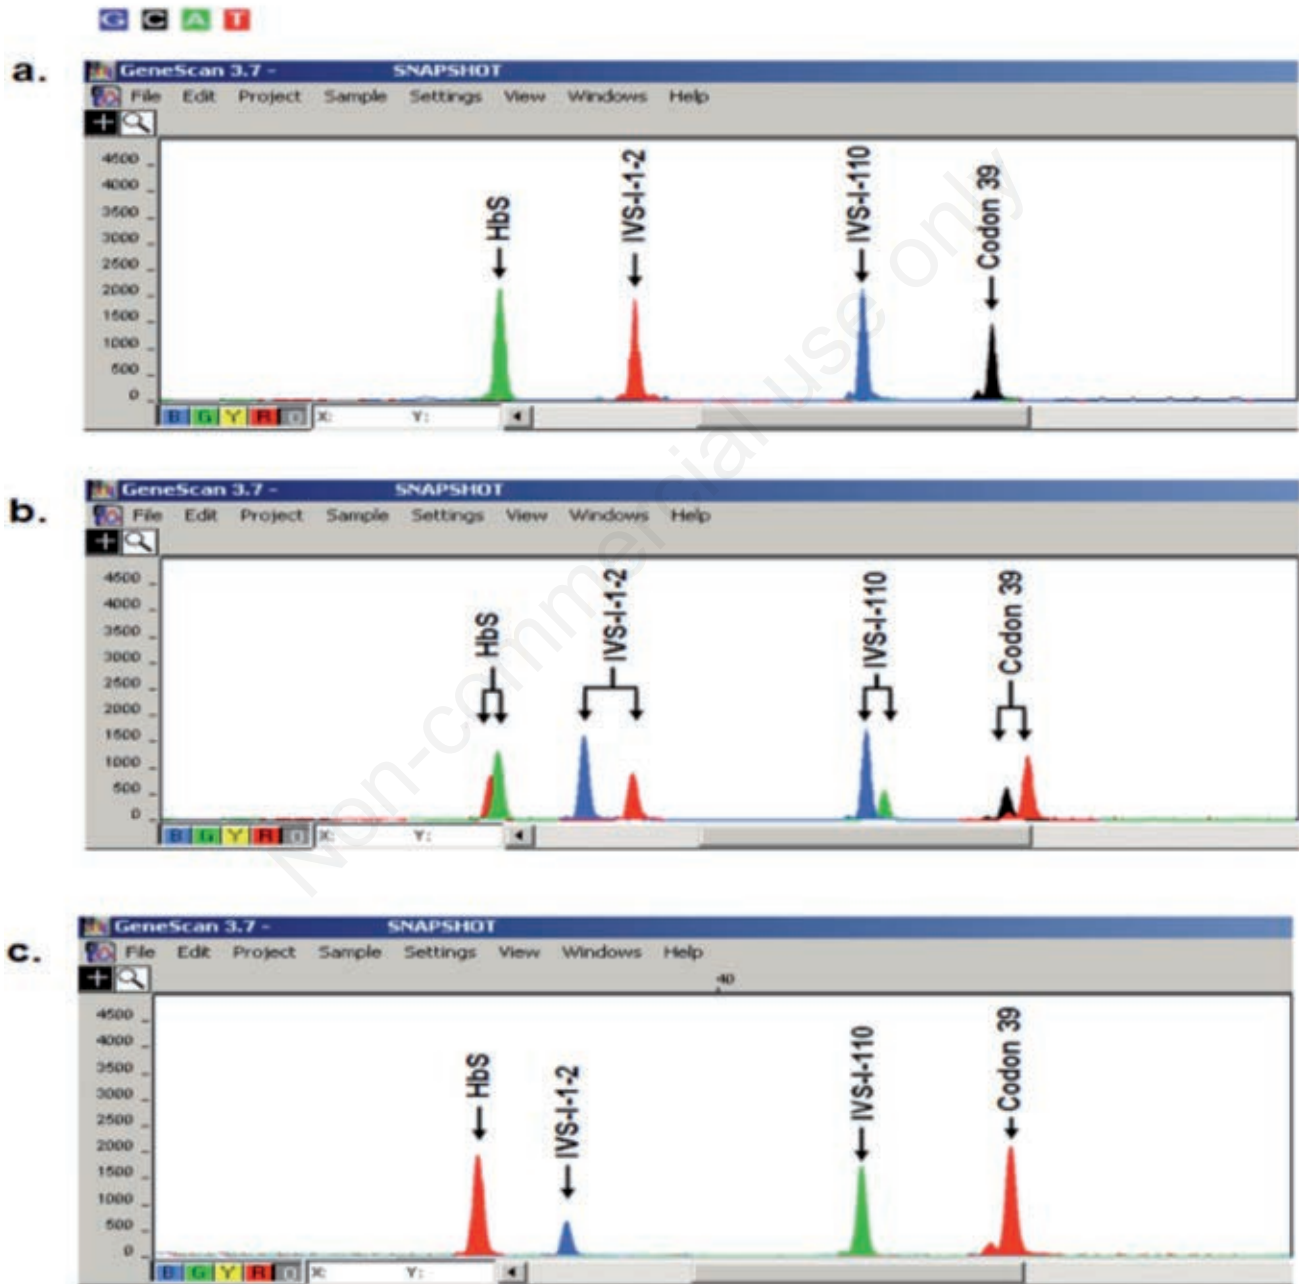 G C A T
a.
GeneScan 3.7 - SNAPSHOT
File Edit Project Sample Settings View Windows Help
4500
4000
3500
3000
2500
2000
1500
1000
500
0
HbS
IVS-I-1-2
IVS-I-110
Codon 39
B G Y R X: Y:
b.
GeneScan 3.7 - SNAPSHOT
File Edit Project Sample Settings View Windows Help
4500
4000
3500
3000
2500
2000
1500
1000
500
0
HbS
IVS-I-1-2
IVS-I-110
Codon 39
B G Y R X: Y:
c.
GeneScan 3.7 - SNAPSHOT
File Edit Project Sample Settings View Windows Help
40
4500
4000
3500
3000
2500
2000
1500
1000
500
0
HbS
IVS-I-1-2
IVS-I-110
Codon 39
B G Y R X: Y:
Non-commercial use only